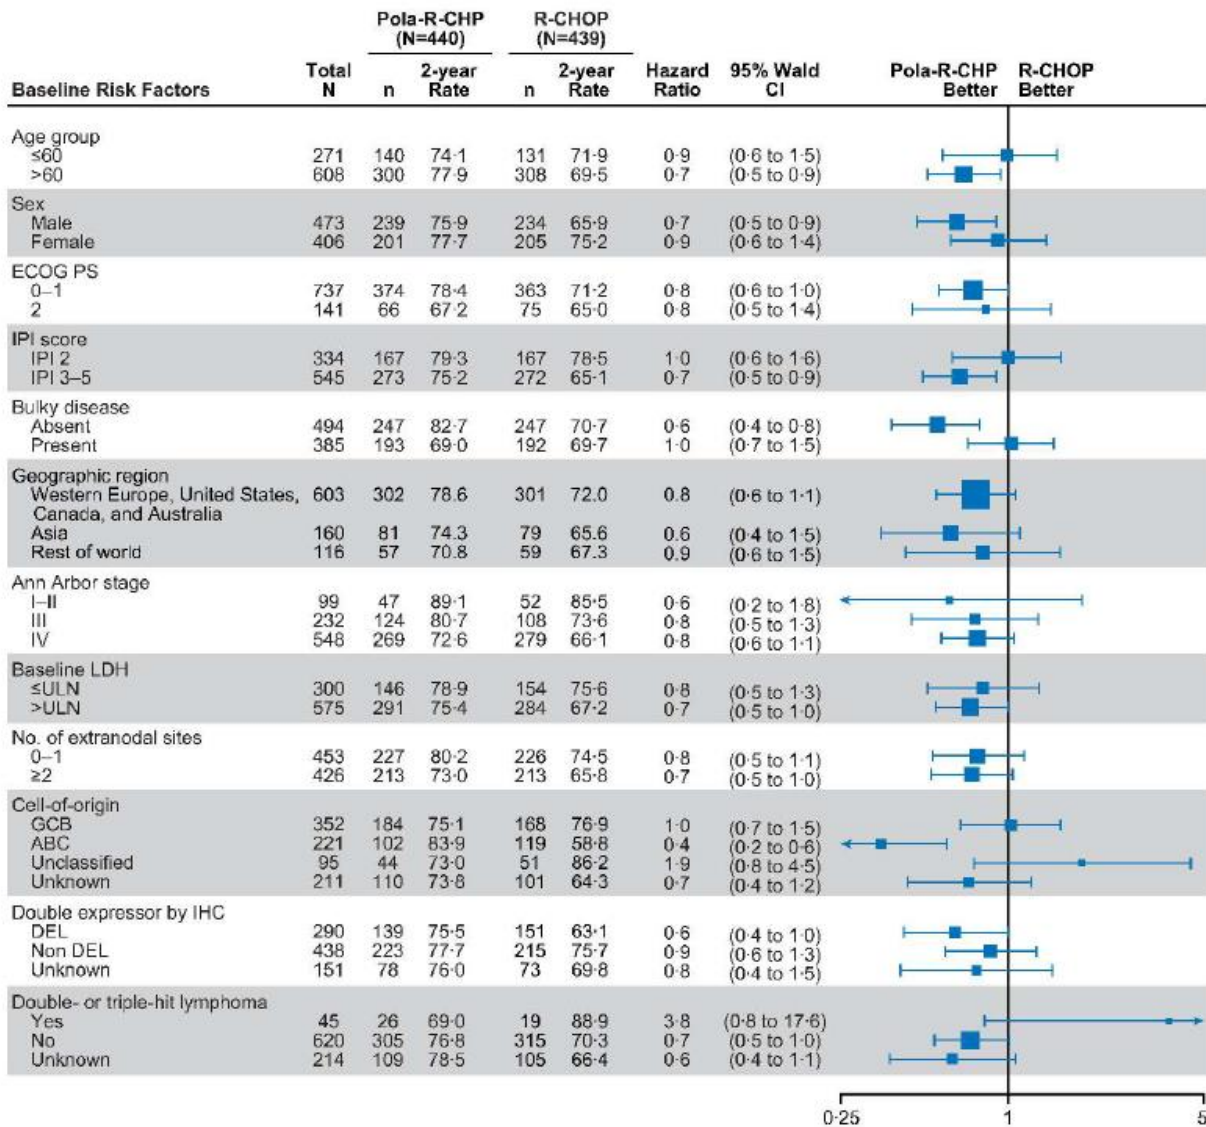 Pola-R-CHP R-CHOP
(N=440) (N=439)
Total 2-year 2-year Hazard 95% Wald Pola-R-CHP R-CHOP
Baseline Risk Factors N n Rate n Rate Ratio CI Better Better
Age group
≤60 271 140 74·1 131 71·9 0·9 (0·6 to 1·5)
>60 608 300 77·9 308 69·5 0·7 (0·5 to 0·9)
Sex
Male 473 239 75·9 234 65·9 0·7 (0·5 to 0·9)
Female 406 201 77·7 205 75·2 0·9 (0·6 to 1·4)
ECOG PS
0–1 737 374 78·4 363 71·2 0·8 (0·6 to 1·0)
2 141 66 67·2 75 65·0 0·8 (0·5 to 1·4)
IPI score
IPI 2 334 167 79·3 167 78·5 1·0 (0·6 to 1·6)
IPI 3–5 545 273 75·2 272 65·1 0·7 (0·5 to 0·9)
Bulky disease
Absent 494 247 82·7 247 70·7 0·6 (0·4 to 0·8)
Present 385 193 69·0 192 69·7 1·0 (0·7 to 1·5)
Geographic region
Western Europe, United States, 603 302 78.6 301 72.0 0.8 (0·6 to 1·1)
Canada, and Australia
Asia 160 81 74.3 79 65.6 0.6 (0·4 to 1·5)
Rest of world 116 57 70.8 59 67.3 0.9 (0·6 to 1·5)
Ann Arbor stage
I–II 99 47 89·1 52 85·5 0·6 (0·2 to 1·8)
III 232 124 80·7 108 73·6 0·8 (0·5 to 1·3)
IV 548 269 72·6 279 66·1 0·8 (0·6 to 1·1)
Baseline LDH
≤ULN 300 146 78·9 154 75·6 0·8 (0·5 to 1·3)
>ULN 575 291 75·4 284 67·2 0·7 (0·5 to 1·0)
No. of extranodal sites
0–1 453 227 80·2 226 74·5 0·8 (0·5 to 1·1)
≥2 426 213 73·0 213 65·8 0·7 (0·5 to 1·0)
Cell-of-origin
GCB 352 184 75·1 168 76·9 1·0 (0·7 to 1·5)
ABC 221 102 83·9 119 58·8 0·4 (0·2 to 0·6)
Unclassified 95 44 73·0 51 86·2 1·9 (0·8 to 4·5)
Unknown 211 110 73·8 101 64·3 0·7 (0·4 to 1·2)
Double expressor by IHC
DEL 290 139 75·5 151 63·1 0·6 (0·4 to 1·0)
Non DEL 438 223 77·7 215 75·7 0·9 (0·6 to 1·3)
Unknown 151 78 76·0 73 69·8 0·8 (0·4 to 1·5)
Double- or triple-hit lymphoma
Yes 45 26 69·0 19 88·9 3·8 (0·8 to 17·6)
No 620 305 76·8 315 70·3 0·7 (0·5 to 1·0)
Unknown 214 109 78·5 105 66·4 0·6 (0·4 to 1·1)
0·25 1 5